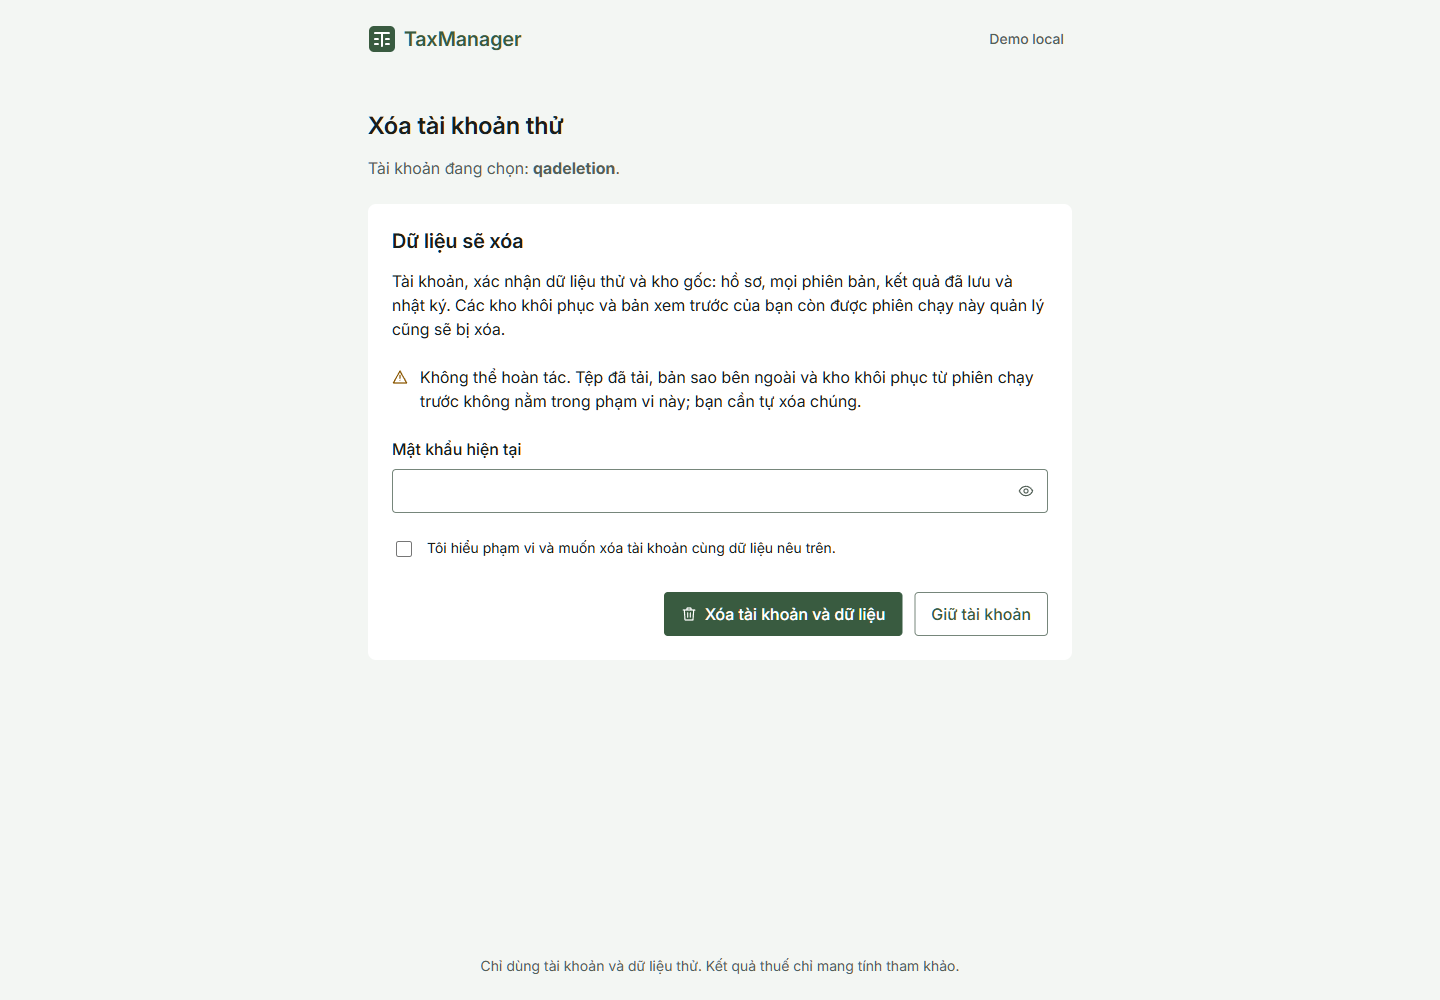 TaxManager
Demo local
Xóa tài khoản thử
Tài khoản đang chọn: qadeletion.
Dữ liệu sẽ xóa
Tài khoản, xác nhận dữ liệu thử và kho gốc: hồ sơ, mọi phiên bản, kết quả đã lưu và
nhật ký. Các kho khôi phục và bản xem trước của bạn còn được phiên chạy này quản lý
cũng sẽ bị xóa.
Không thể hoàn tác. Tệp đã tải, bản sao bên ngoài và kho khôi phục từ phiên chạy
trước không nằm trong phạm vi này; bạn cần tự xóa chúng.
Mật khẩu hiện tại
Tôi hiểu phạm vi và muốn xóa tài khoản cùng dữ liệu nêu trên.
Xóa tài khoản và dữ liệu
Giữ tài khoản
Chỉ dùng tài khoản và dữ liệu thử. Kết quả thuế chỉ mang tính tham khảo.